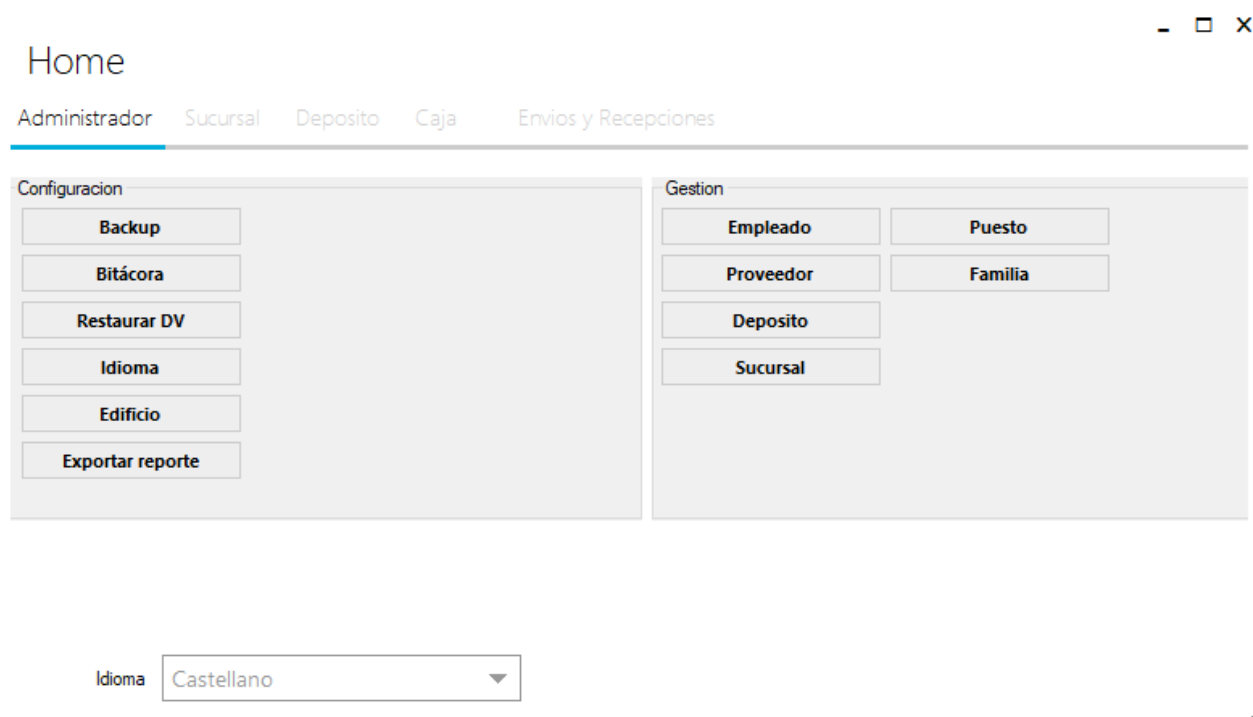 Home
Administrador Sucursal Deposito Caja Envios y Recepciones
Configuracion
Backup
Bitácora
Restaurar DV
Idioma
Edificio
Exportar reporte
Gestion
Empleado Puesto
Proveedor Familia
Deposito
Sucursal
Idioma Castellano